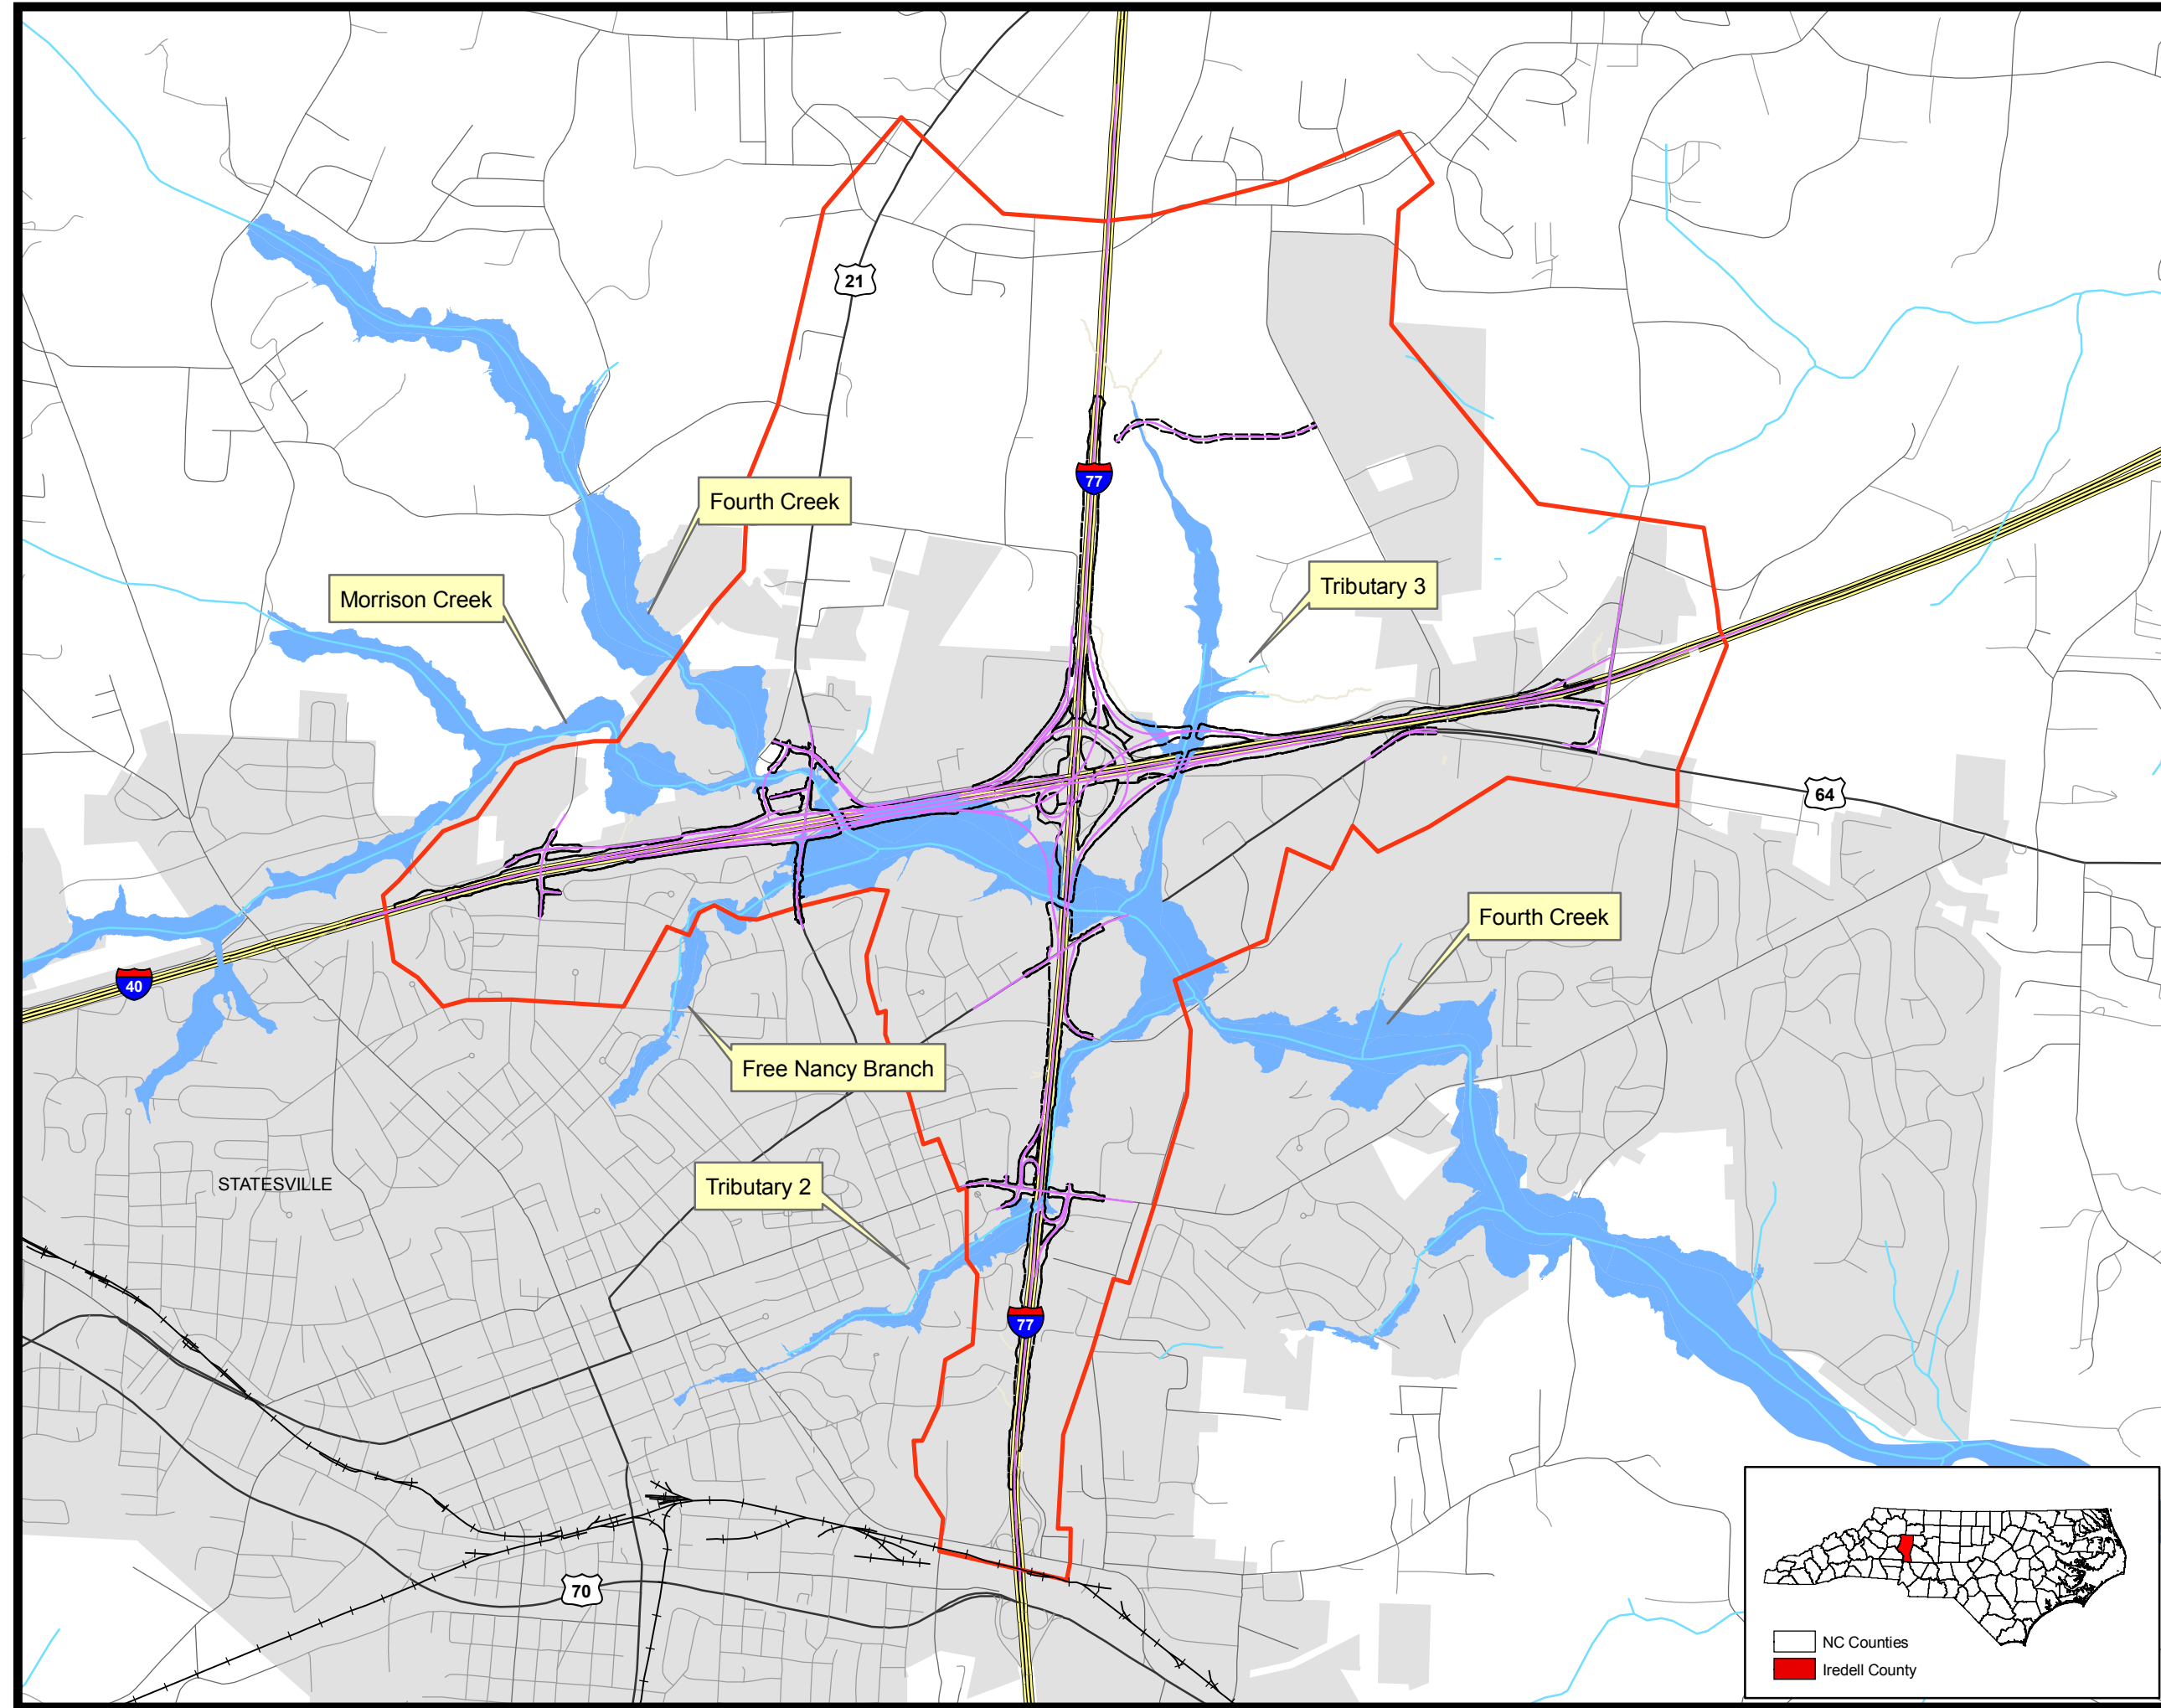 21
77
Fourth Creek
Tributary 3
Morrison Creek
64
Fourth Creek
40
Free Nancy Branch
STATESVILLE
Tributary 2
77
70
NC Counties
Iredell County